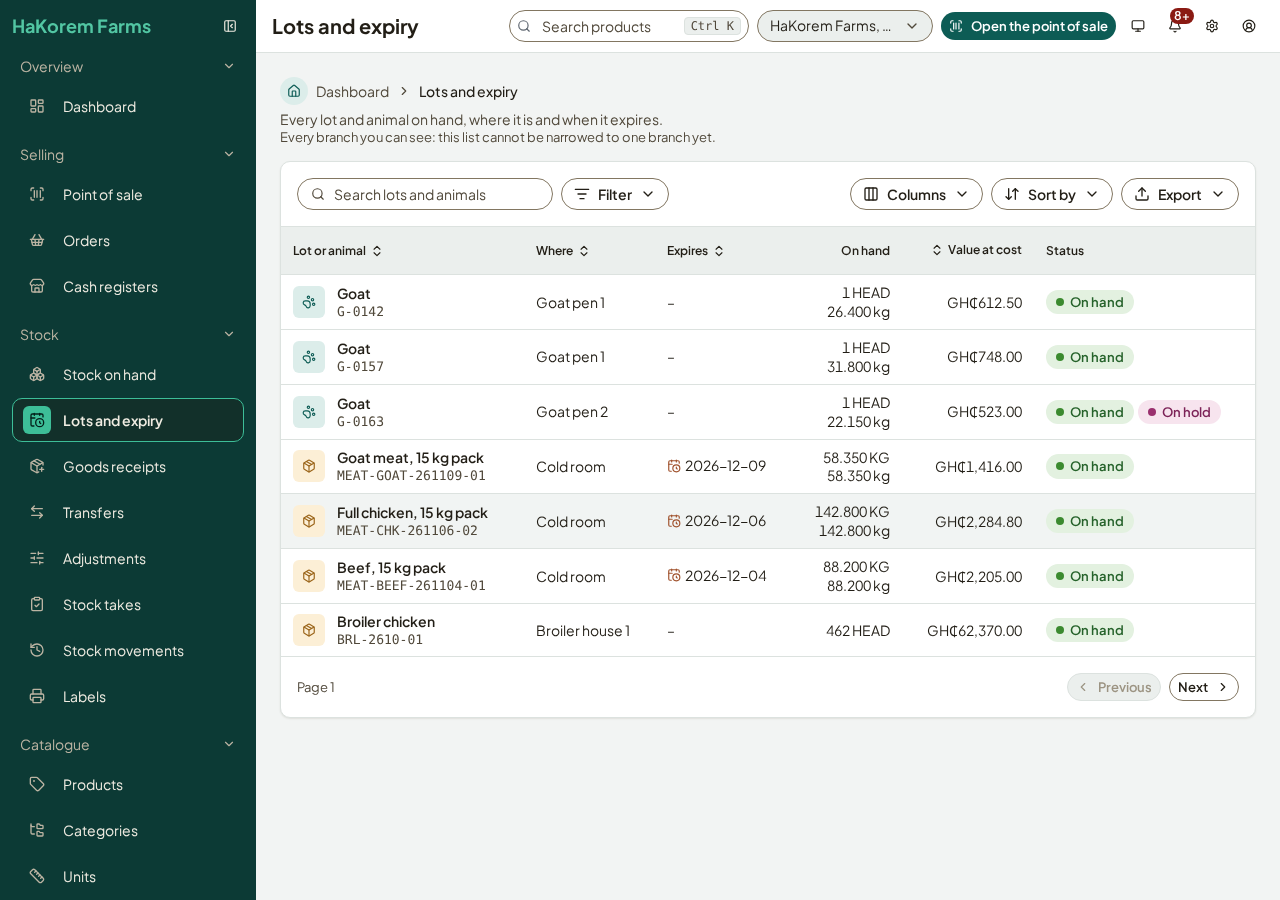 HaKorem Farms
Overview
Dashboard
Selling
Point of sale
Orders
Cash registers
Stock
Stock on hand
Lots and expiry
Goods receipts
Transfers
Adjustments
Stock takes
Stock movements
Labels
Catalogue
Products
Categories
Units
Lots and expiry
Search products Ctrl K
HaKorem Farms, ...
Open the point of sale
8+
Dashboard > Lots and expiry
Every lot and animal on hand, where it is and when it expires.
Every branch you can see: this list cannot be narrowed to one branch yet.
Search lots and animals
Filter
Columns
Sort by
Export
Lot or animal Where Expires On hand Value at cost Status
Goat
G-0142
Goat pen 1
–
1 HEAD
26.400 kg
GH₵612.50
On hand
Goat
G-0157
Goat pen 1
–
1 HEAD
31.800 kg
GH₵748.00
On hand
Goat
G-0163
Goat pen 2
–
1 HEAD
22.150 kg
GH₵523.00
On hand
On hold
Goat meat, 15 kg pack
MEAT-GOAT-261109-01
Cold room
2026-12-09
58.350 KG
58.350 kg
GH₵1,416.00
On hand
Full chicken, 15 kg pack
MEAT-CHK-261106-02
Cold room
2026-12-06
142.800 KG
142.800 kg
GH₵2,284.80
On hand
Beef, 15 kg pack
MEAT-BEEF-261104-01
Cold room
2026-12-04
88.200 KG
88.200 kg
GH₵2,205.00
On hand
Broiler chicken
BRL-2610-01
Broiler house 1
–
462 HEAD
GH₵62,370.00
On hand
Page 1
Previous
Next